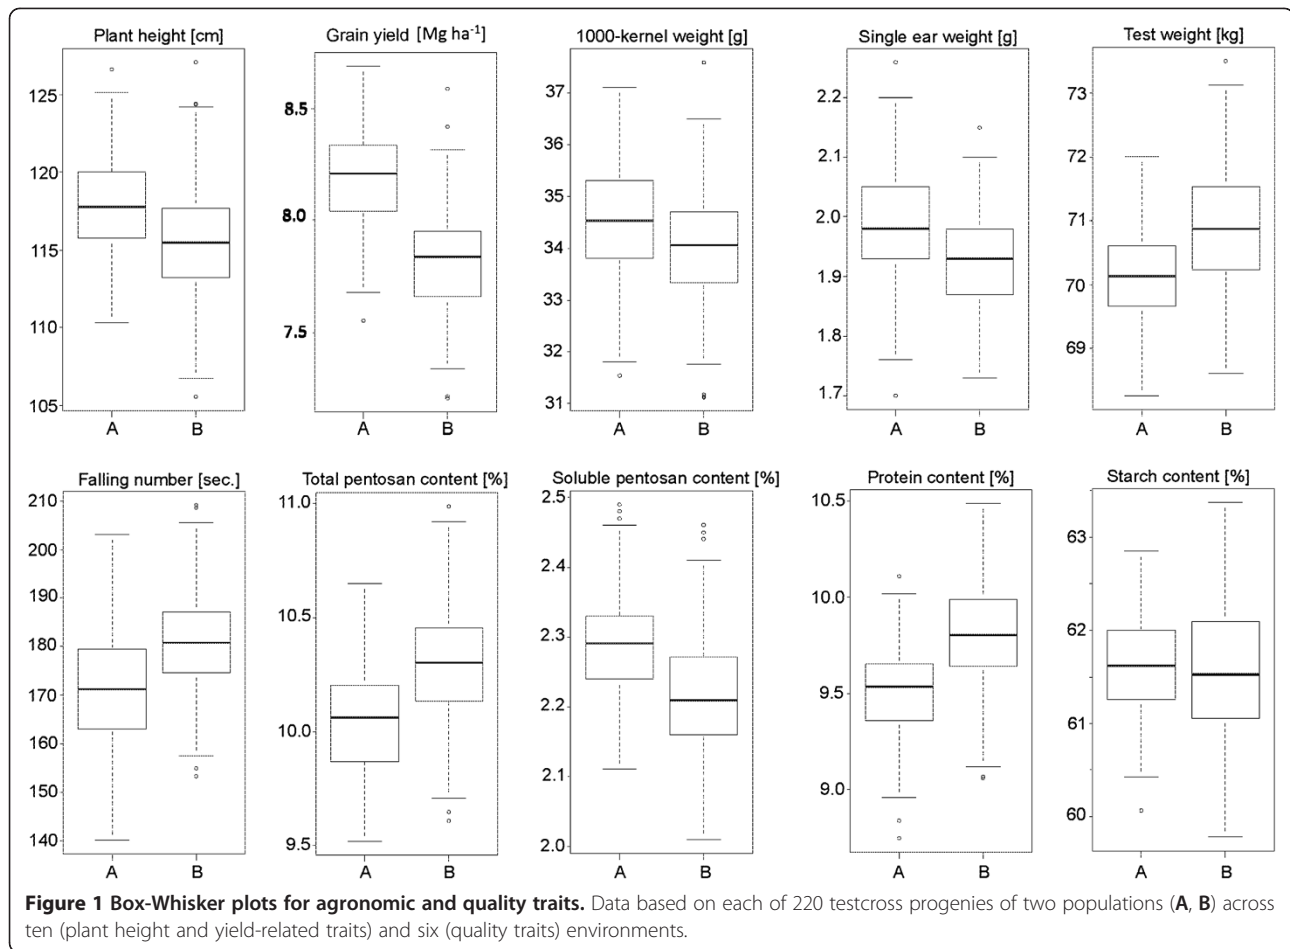 Plant height [cm]
125
120
115
110
105
A B
Grain yield [Mg ha⁻¹]
8.5
8.0
7.5
A B
1000-kernel weight [g]
37
36
35
34
33
32
31
A B
Single ear weight [g]
2.2
2.1
2.0
1.9
1.8
1.7
A B
Test weight [kg]
73
72
71
70
69
A B
Falling number [sec.]
210
200
190
180
170
160
150
140
A B
Total pentosan content [%]
11.0
10.5
10.0
9.5
A B
Soluble pentosan content [%]
2.5
2.4
2.3
2.2
2.1
2.0
A B
Protein content [%]
10.5
10.0
9.5
9.0
A B
Starch content [%]
63
62
61
60
A B
Figure 1 Box-Whisker plots for agronomic and quality traits. Data based on each of 220 testcross progenies of two populations (A, B) across
ten (plant height and yield-related traits) and six (quality traits) environments.